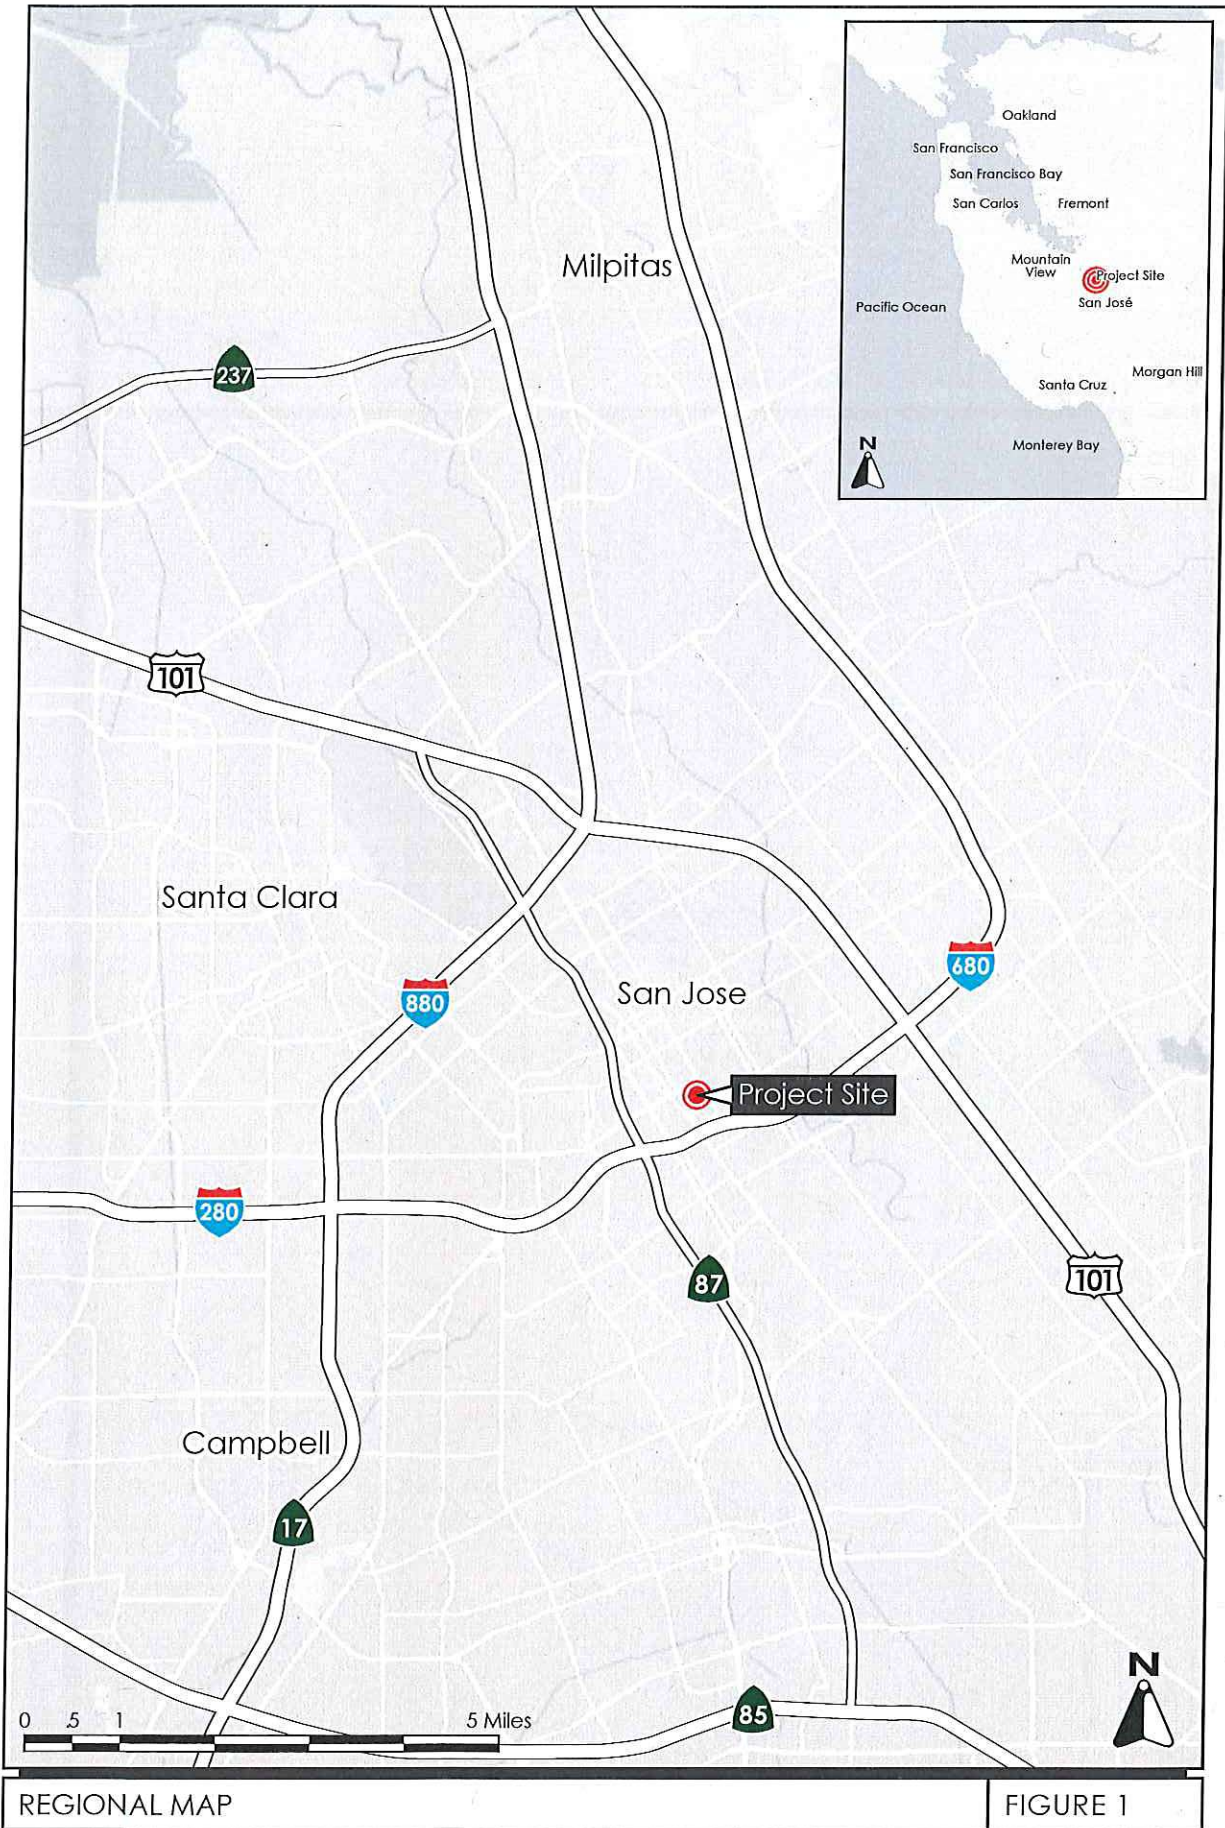 Oakland
San Francisco
San Francisco Bay
San Carlos
Fremont
Mountain
View
Project Site
San José
Pacific Ocean
Morgan Hill
Santa Cruz
Monterey Bay
N
Milpitas
237
101
Santa Clara
880
San Jose
680
Project Site
280
87
101
Campbell
17
N
85
0 .5 1 5 Miles
REGIONAL MAP
FIGURE 1